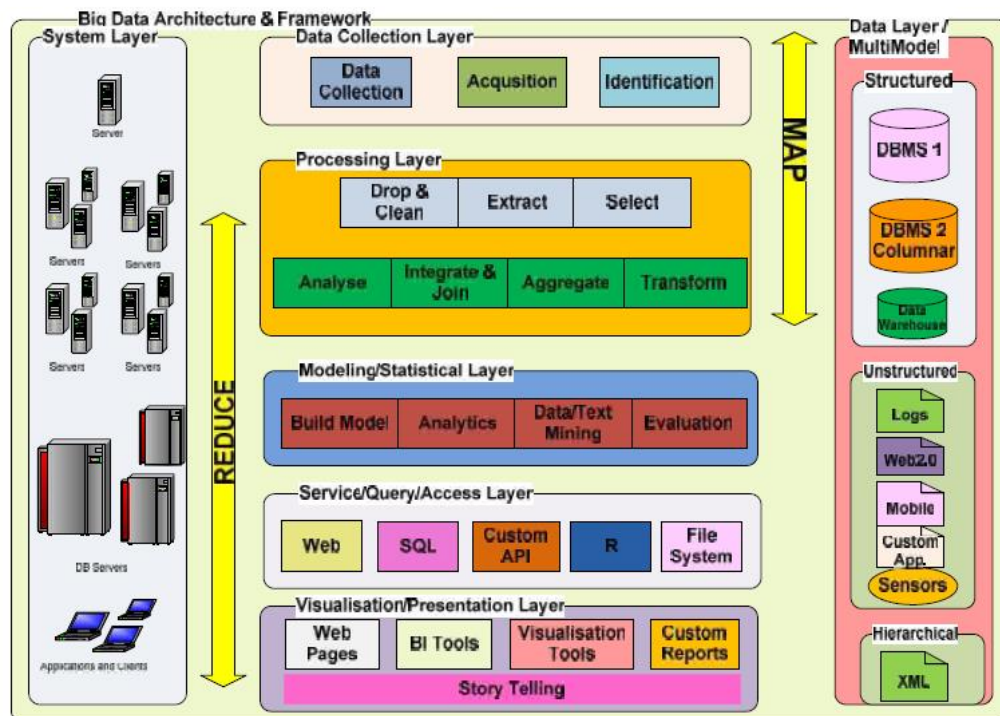 Big Data Architecture & Framework
System Layer
Server
Servers
Servers
Servers
Servers
DB Servers
Applications and Clients
REDUCE
Data Collection Layer
Data
Collection
Acqusition
Identification
Processing Layer
Drop &
Clean
Extract
Select
Analyse
Integrate &
Join
Aggregate
Transform
Modeling/Statistical Layer
Build Model
Analytics
Data/Text
Mining
Evaluation
Service/Query/Access Layer
Web
SQL
Custom
API
R
File
System
Visualisation/Presentation Layer
Web
Pages
BI Tools
Visualisation
Tools
Custom
Reports
Story Telling
MAP
Data Layer /
MultiModel
Structured
DBMS 1
DBMS 2
Columnar
Data
Warehouse
Unstructured
Logs
Web2.0
Mobile
Custom
App.
Sensors
Hierarchical
XML